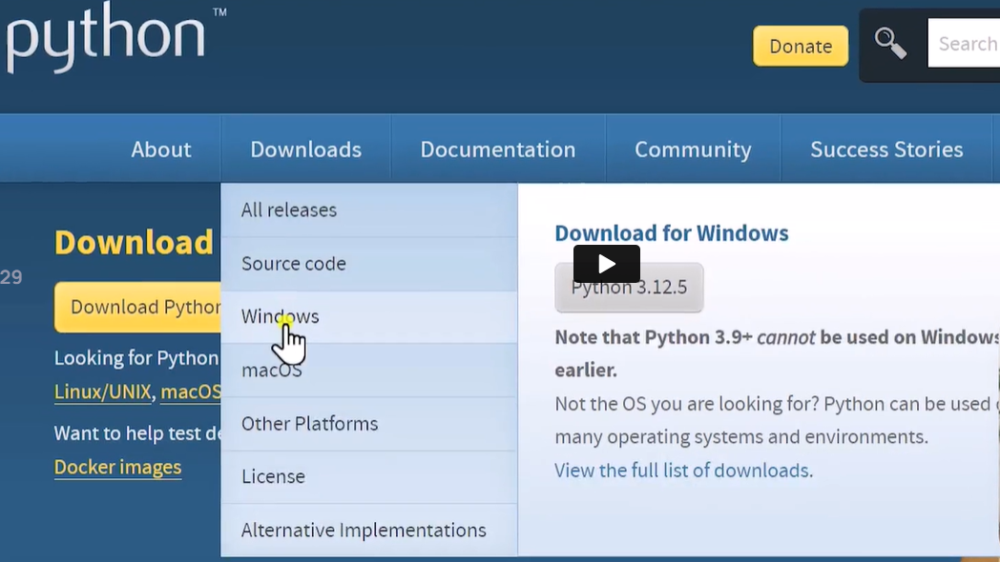 python™
Donate
Search
About
Downloads
Documentation
Community
Success Stories
All releases
Source code
Windows
macOS
Other Platforms
License
Alternative Implementations
Download
29
Download Python
Looking for Python
Linux/UNIX, macOS
Want to help test de
Docker images
Download for Windows
Python 3.12.5
Note that Python 3.9+ cannot be used on Windows
earlier.
Not the OS you are looking for? Python can be used
many operating systems and environments.
View the full list of downloads.